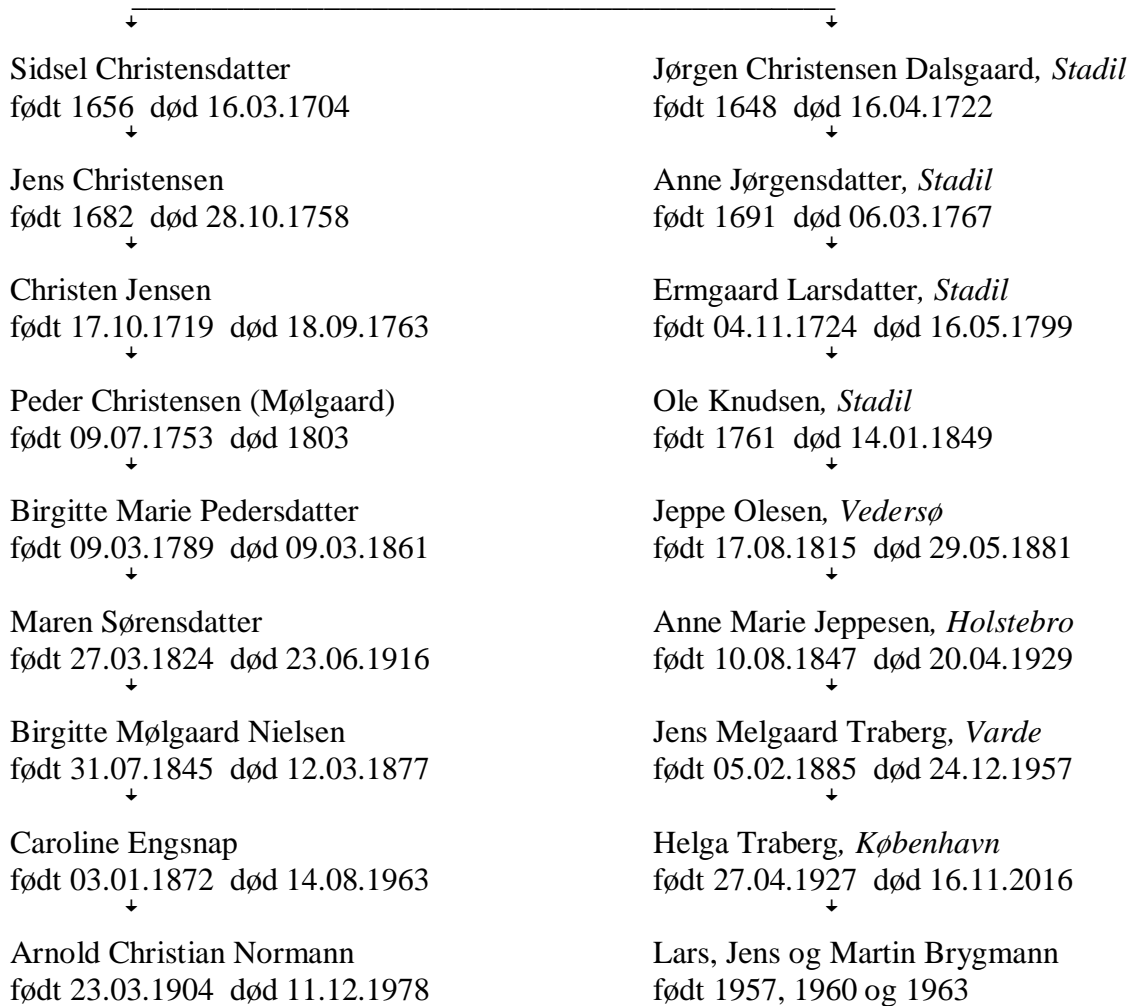 Sidsel Christensdatter
født 1656 død 16.03.1704
Jens Christensen
født 1682 død 28.10.1758
Christen Jensen
født 17.10.1719 død 18.09.1763
Peder Christensen (Mølgaard)
født 09.07.1753 død 1803
Birgitte Marie Pedersdatter
født 09.03.1789 død 09.03.1861
Maren Sørensdatter
født 27.03.1824 død 23.06.1916
Birgitte Mølgaard Nielsen
født 31.07.1845 død 12.03.1877
Caroline Engsnap
født 03.01.1872 død 14.08.1963
Arnold Christian Normann
født 23.03.1904 død 11.12.1978
Jørgen Christensen Dalsgaard, Stadil
født 1648 død 16.04.1722
Anne Jørgensdatter, Stadil
født 1691 død 06.03.1767
Ermgaard Larsdatter, Stadil
født 04.11.1724 død 16.05.1799
Ole Knudsen, Stadil
født 1761 død 14.01.1849
Jeppe Olesen, Vedersø
født 17.08.1815 død 29.05.1881
Anne Marie Jeppesen, Holstebro
født 10.08.1847 død 20.04.1929
Jens Melgaard Traberg, Varde
født 05.02.1885 død 24.12.1957
Helga Traberg, København
født 27.04.1927 død 16.11.2016
Lars, Jens og Martin Brygmann
født 1957, 1960 og 1963